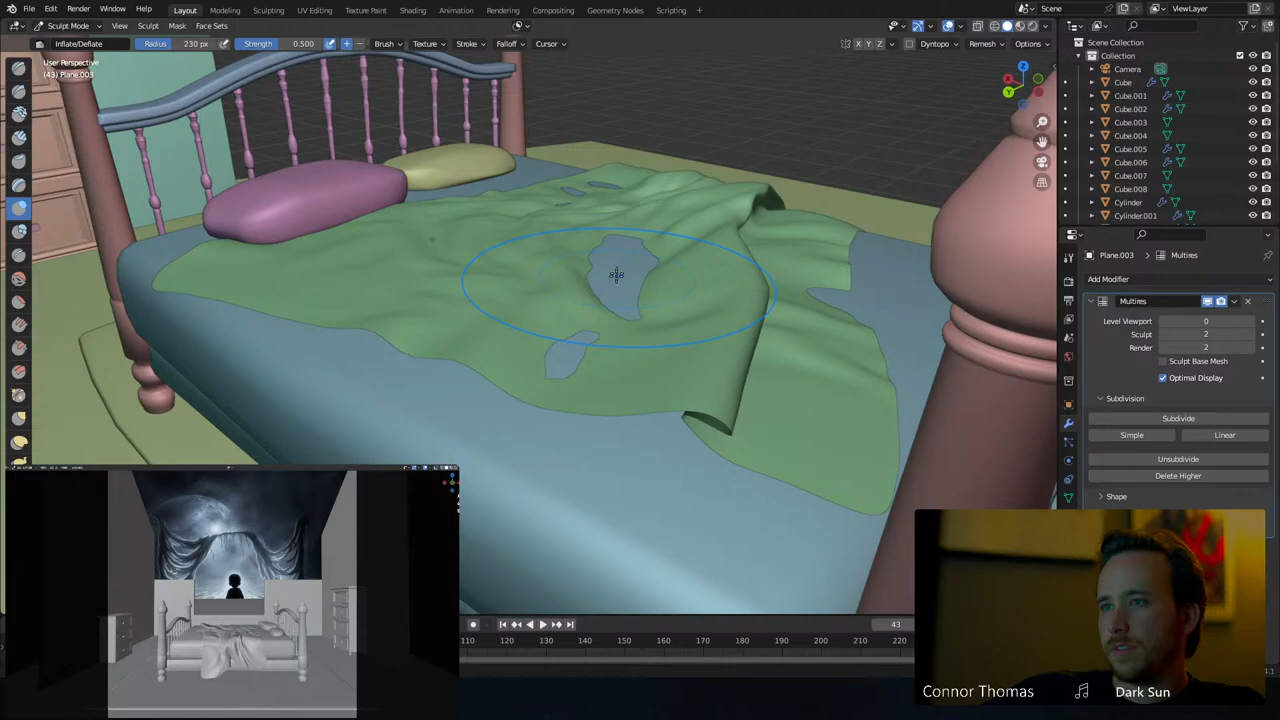 File Edit Render Window Help Layout Modeling Sculpting UV Editing Texture Paint Shading Animation Rendering Compositing Geometry Nodes Scripting + Scene ViewLayer
Sculpt Mode View Sculpt Mask Face Sets
Inflate/Deflate Radius 230 px Strength 0.500 + − Brush Texture Stroke Falloff Cursor X Y Z Dyntopo Remesh Options
User Perspective
(43) Plane.003
Z
X
Y
Scene Collection
Collection
Camera
Cube
Cube.001
Cube.002
Cube.003
Cube.004
Cube.005
Cube.006
Cube.007
Cube.008
Cylinder
Cylinder.001
Plane.003 Multires
Add Modifier
Multires
Level Viewport 0
Sculpt 2
Render 2
Sculpt Base Mesh
Optimal Display
Subdivision
Subdivide
Simple Linear
Unsubdivide
Delete Higher
Shape
43
110 120 130 140 150 160 170 180 190 200 210 220
Connor Thomas Dark Sun